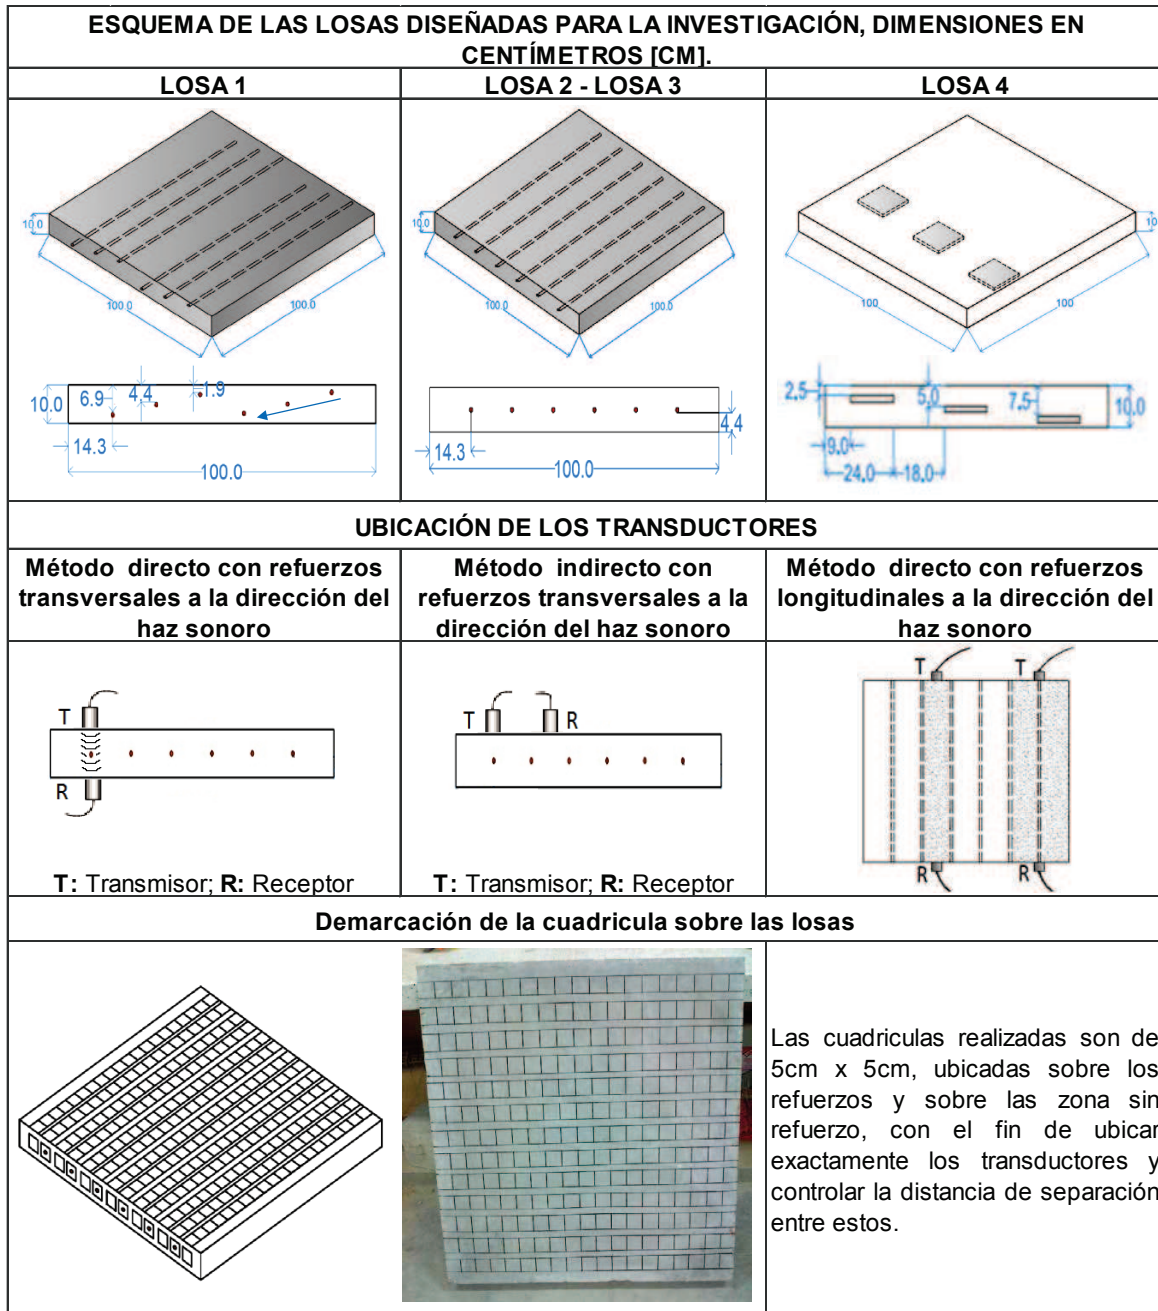 ESQUEMA DE LAS LOSAS DISEÑADAS PARA LA INVESTIGACIÓN, DIMENSIONES EN
CENTÍMETROS [CM].
LOSA 1
LOSA 2 - LOSA 3
LOSA 4
10.0
100.0
100.0
10.0
100.0
100.0
10
100
100
10.0
6.9
4.4
1.9
14.3
100.0
4.4
14.3
100.0
2.5
5.0
7.5
10.0
9.0
24.0
18.0
UBICACIÓN DE LOS TRANSDUCTORES
Método directo con refuerzos
transversales a la dirección del
haz sonoro
Método indirecto con
refuerzos transversales a la
dirección del haz sonoro
Método directo con refuerzos
longitudinales a la dirección del
haz sonoro
T
R
T: Transmisor; R: Receptor
T R
T: Transmisor; R: Receptor
T T
R R
Demarcación de la cuadricula sobre las losas
Las cuadriculas realizadas son de
5cm x 5cm, ubicadas sobre los
refuerzos y sobre las zona sin
refuerzo, con el fin de ubicar
exactamente los transductores y
controlar la distancia de separación
entre estos.